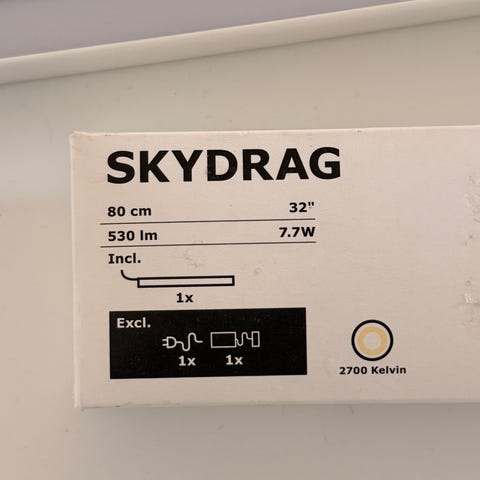 SKYDRAG
80 cm 32"
530 lm 7.7W
Incl.
1x
Excl.
1x 1x
2700 Kelvin